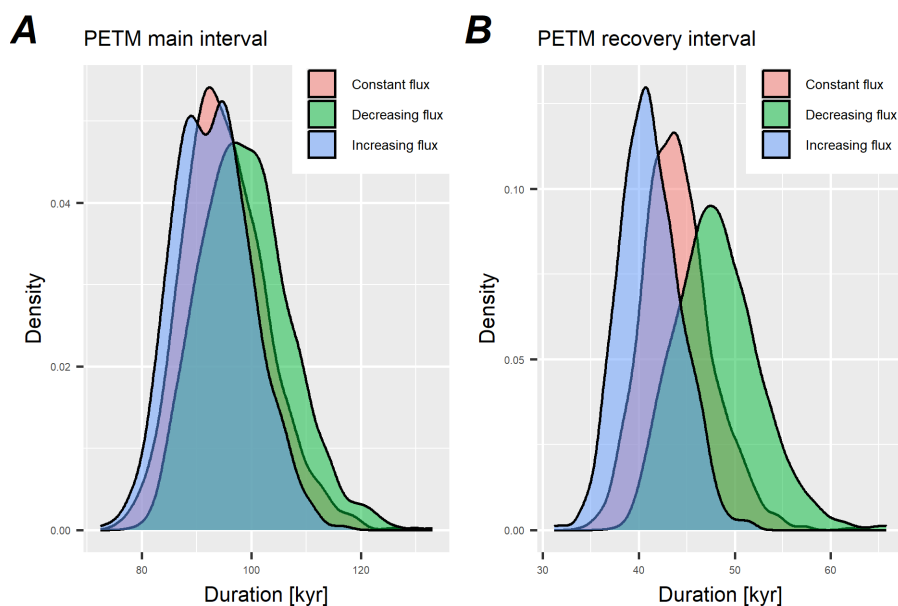 A
PETM main interval
Constant flux
Decreasing flux
Increasing flux
0.04
0.02
0.00
Density
80
100
120
Duration [kyr]
B
PETM recovery interval
Constant flux
Decreasing flux
Increasing flux
0.10
0.05
0.00
Density
30
40
50
60
Duration [kyr]